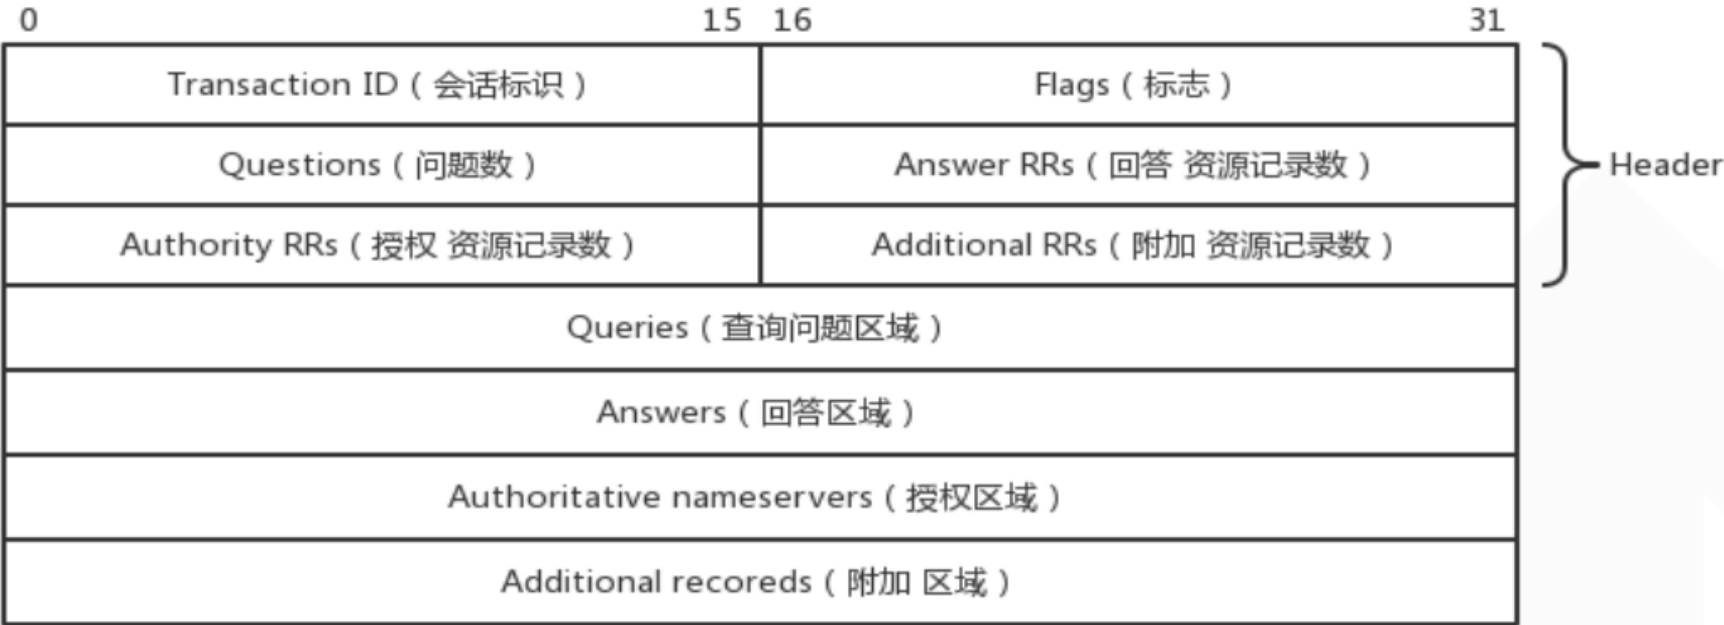 0 15 16 31
Transaction ID ( 会话标识 ) Flags ( 标志 )
Questions ( 问题数 ) Answer RRs ( 回答 资源记录数 ) Header
Authority RRs ( 授权 资源记录数 ) Additional RRs ( 附加 资源记录数 )
Queries ( 查询问题区域 )
Answers ( 回答区域 )
Authoritative nameservers ( 授权区域 )
Additional recoreds ( 附加 区域 )